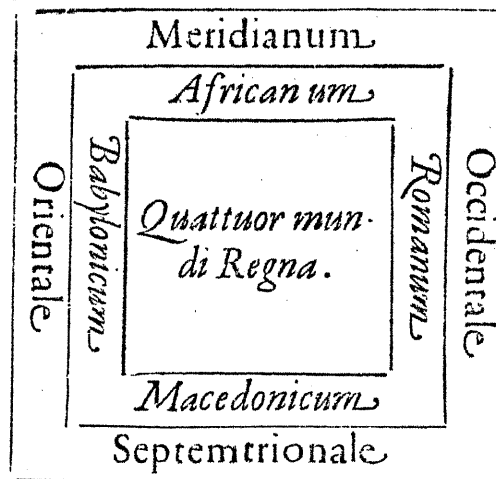 Meridianum
Africanum
Orientale
Babylonicum
Quattuor mun-
di Regna.
Romanum
Occidentale
Macedonicum
Septemtrionale